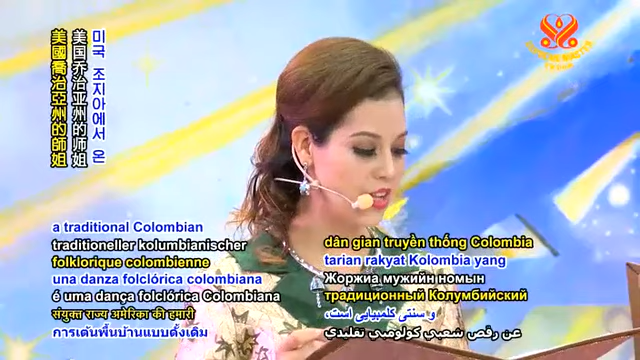 美國喬治亞州的師姐
美国乔治亚州的师姐
미국 조지아에서 온
a traditional Colombian
traditioneller kolumbianischer
folklorique colombienne
una danza folclórica colombiana
é uma dança folclórica Colombiana
संयुक्त राज्य अमेरिका की हमारी
การเต้นพื้นบ้านแบบดั้งเดิม
dân gian truyền thống Colombia
tarian rakyat Kolombia yang
Жоржиа мужийн номын
традиционный Колумбийский
و سنتی کلمبیایی است،
عن رقص شعبي كولومبي تقليدي